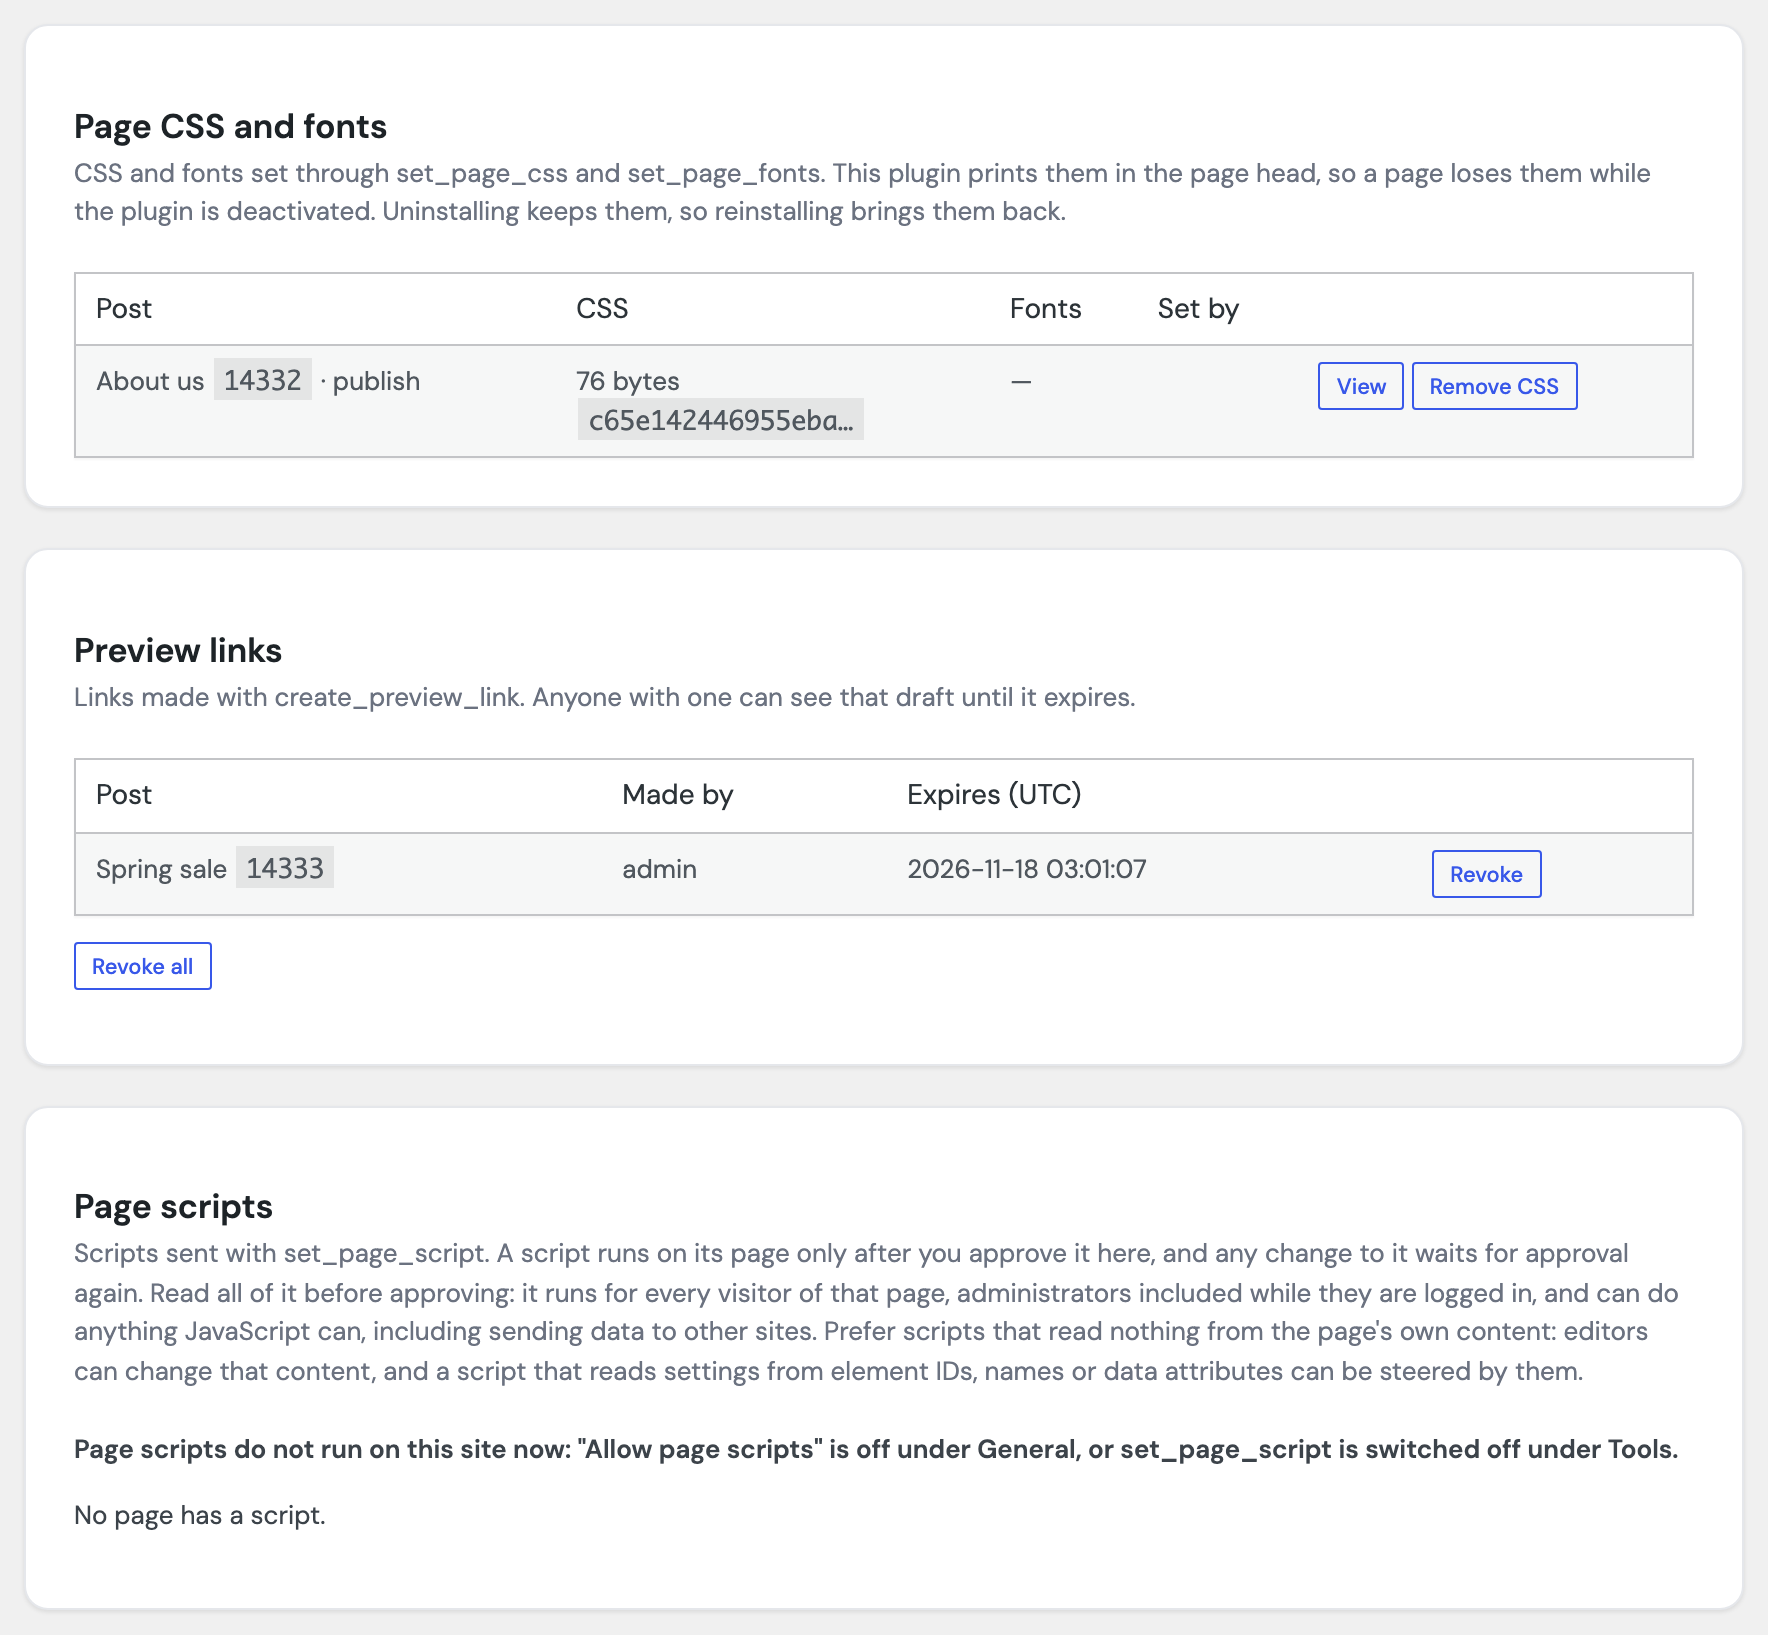 Page CSS and fonts
CSS and fonts set through set_page_css and set_page_fonts. This plugin prints them in the page head, so a page loses them while
the plugin is deactivated. Uninstalling keeps them, so reinstalling brings them back.
Post CSS Fonts Set by
About us 14332 · publish 76 bytes — View Remove CSS
c65e142446955eba…
Preview links
Links made with create_preview_link. Anyone with one can see that draft until it expires.
Post Made by Expires (UTC)
Spring sale 14333 admin 2026-11-18 03:01:07 Revoke
Revoke all
Page scripts
Scripts sent with set_page_script. A script runs on its page only after you approve it here, and any change to it waits for approval
again. Read all of it before approving: it runs for every visitor of that page, administrators included while they are logged in, and can do
anything JavaScript can, including sending data to other sites. Prefer scripts that read nothing from the page's own content: editors
can change that content, and a script that reads settings from element IDs, names or data attributes can be steered by them.
Page scripts do not run on this site now: "Allow page scripts" is off under General, or set_page_script is switched off under Tools.
No page has a script.